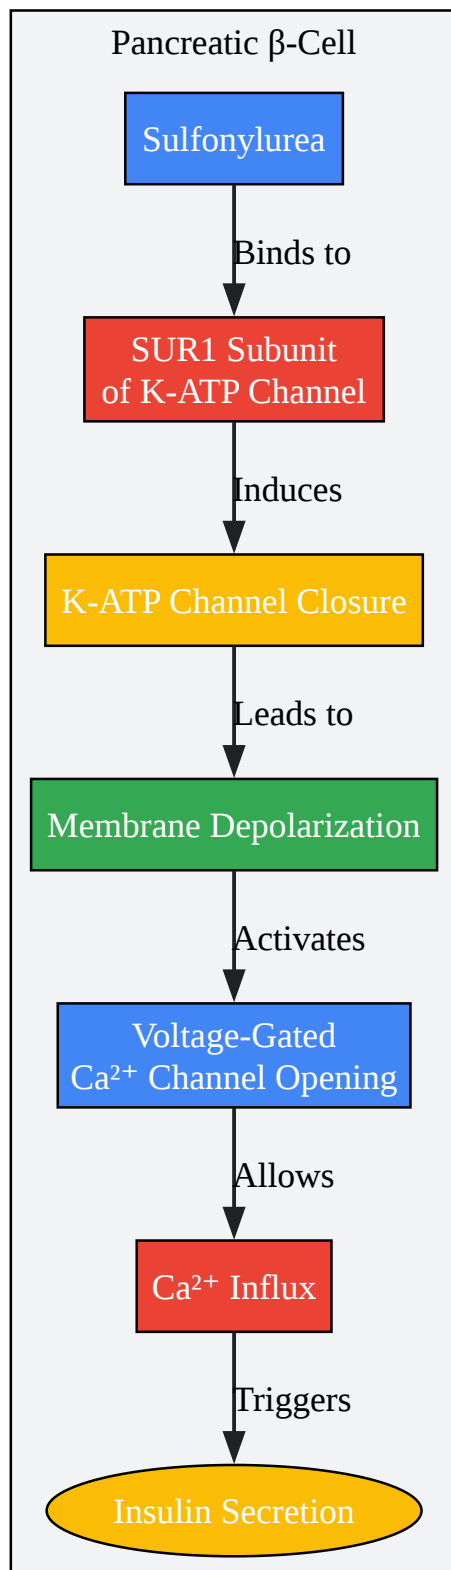 Pancreatic β-Cell
Sulfonylurea
Binds to
SUR1 Subunit
of K-ATP Channel
Induces
K-ATP Channel Closure
Leads to
Membrane Depolarization
Activates
Voltage-Gated
Ca²⁺ Channel Opening
Allows
Ca²⁺ Influx
Triggers
Insulin Secretion